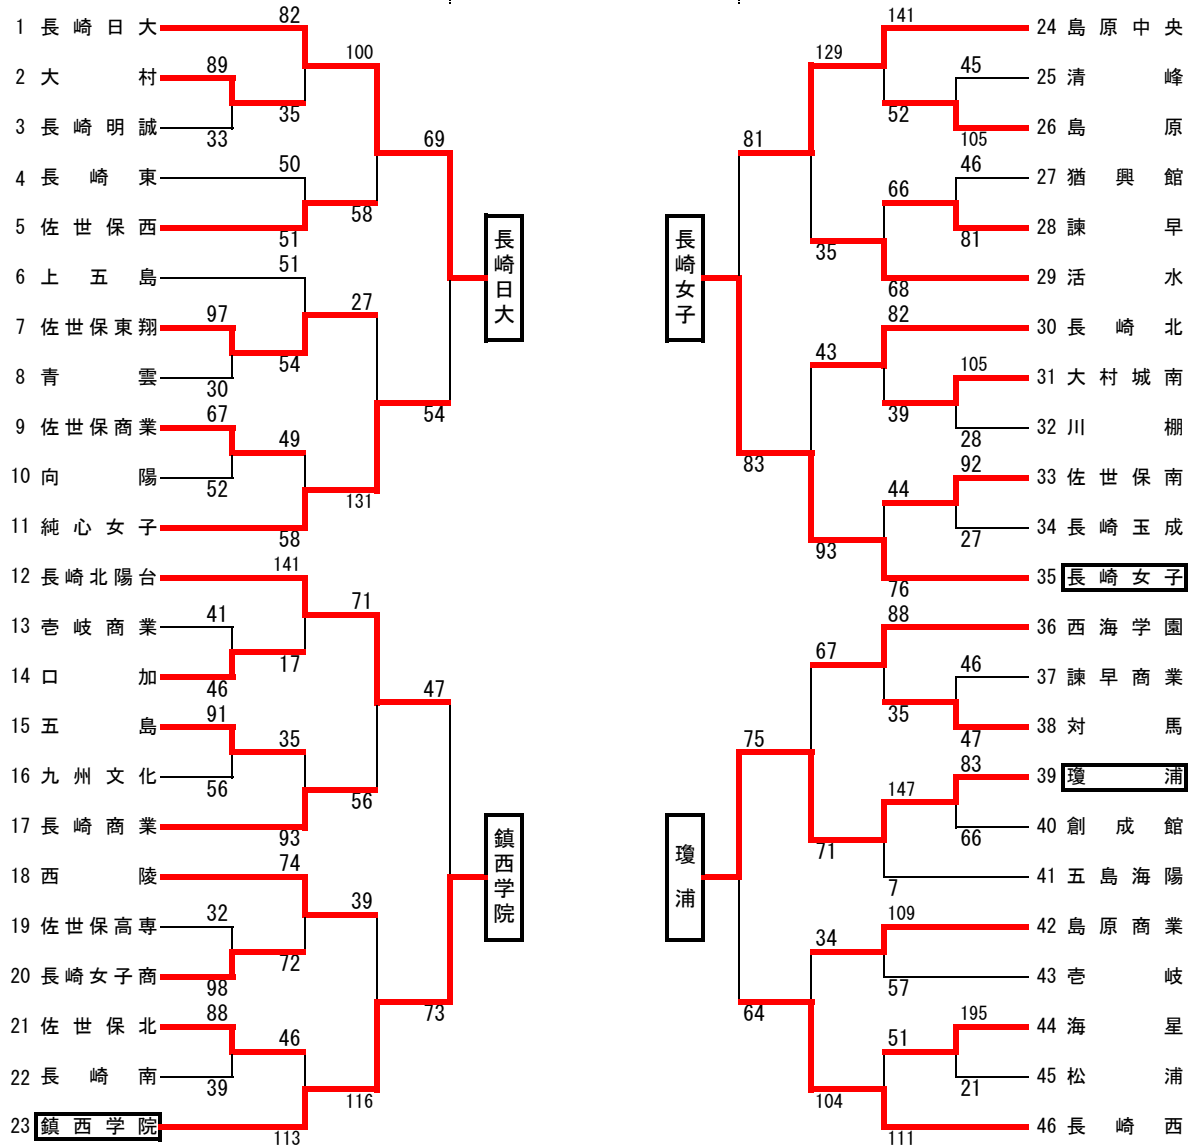 1 長崎日大
2 大村
3 長崎明誠
4 長崎東
5 佐世保西
6 上五島
7 佐世保東翔
8 青雲
9 佐世保商業
10 向陽
11 純心女子
12 長崎北陽台
13 壱岐商業
14 口加
15 五島
16 九州文化
17 長崎商業
18 西陵
19 佐世保高専
20 長崎女子商
21 佐世保北
22 長崎南
23 鎮西学院
89
33
97
30
67
52
41
46
91
56
32
98
88
39
82
35
50
51
51
54
49
58
141
17
35
93
74
72
46
113
100
58
27
131
71
56
39
116
69
54
47
73
長崎日大
鎮西学院
長崎女子
瓊浦
81
83
75
64
129
35
43
93
67
71
34
104
141
52
66
68
82
39
44
76
88
35
147
7
109
57
51
111
45
105
46
81
105
28
92
27
46
47
83
66
195
21
24 島原中央
25 清峰
26 島原
27 猶興館
28 諫早
29 活水
30 長崎北
31 大村城南
32 川棚
33 佐世保南
34 長崎玉成
35 長崎女子
36 西海学園
37 諫早商業
38 対馬
39 瓊浦
40 創成館
41 五島海陽
42 島原商業
43 壱岐
44 海星
45 松浦
46 長崎西